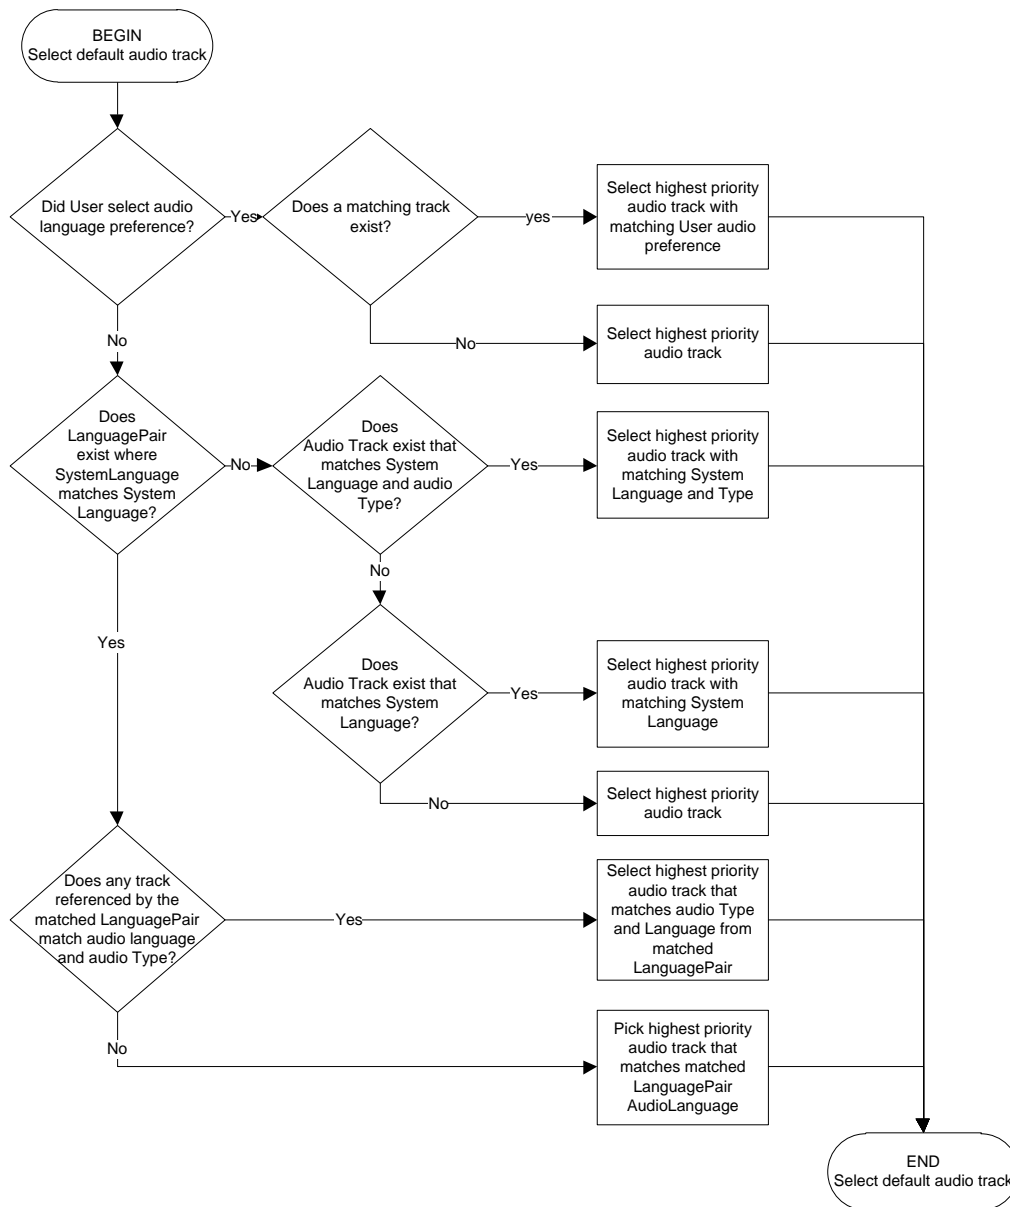 BEGIN
Select default audio track
Did User select audio
language preference?
Yes
Does a matching track
exist?
yes
Select highest priority
audio track with
matching User audio
preference
No
Select highest priority
audio track
No
Does
LanguagePair
exist where
SystemLanguage
matches System
Language?
No
Does
Audio Track exist that
matches System
Language and audio
Type?
Yes
Select highest priority
audio track with
matching System
Language and Type
No
Yes
Does
Audio Track exist that
matches System
Language?
Yes
Select highest priority
audio track with
matching System
Language
No
Select highest priority
audio track
Does any track
referenced by the
matched LanguagePair
match audio language
and audio Type?
Yes
Select highest priority
audio track that
matches audio Type
and Language from
matched
LanguagePair
No
Pick highest priority
audio track that
matches matched
LanguagePair
AudioLanguage
END
Select default audio track